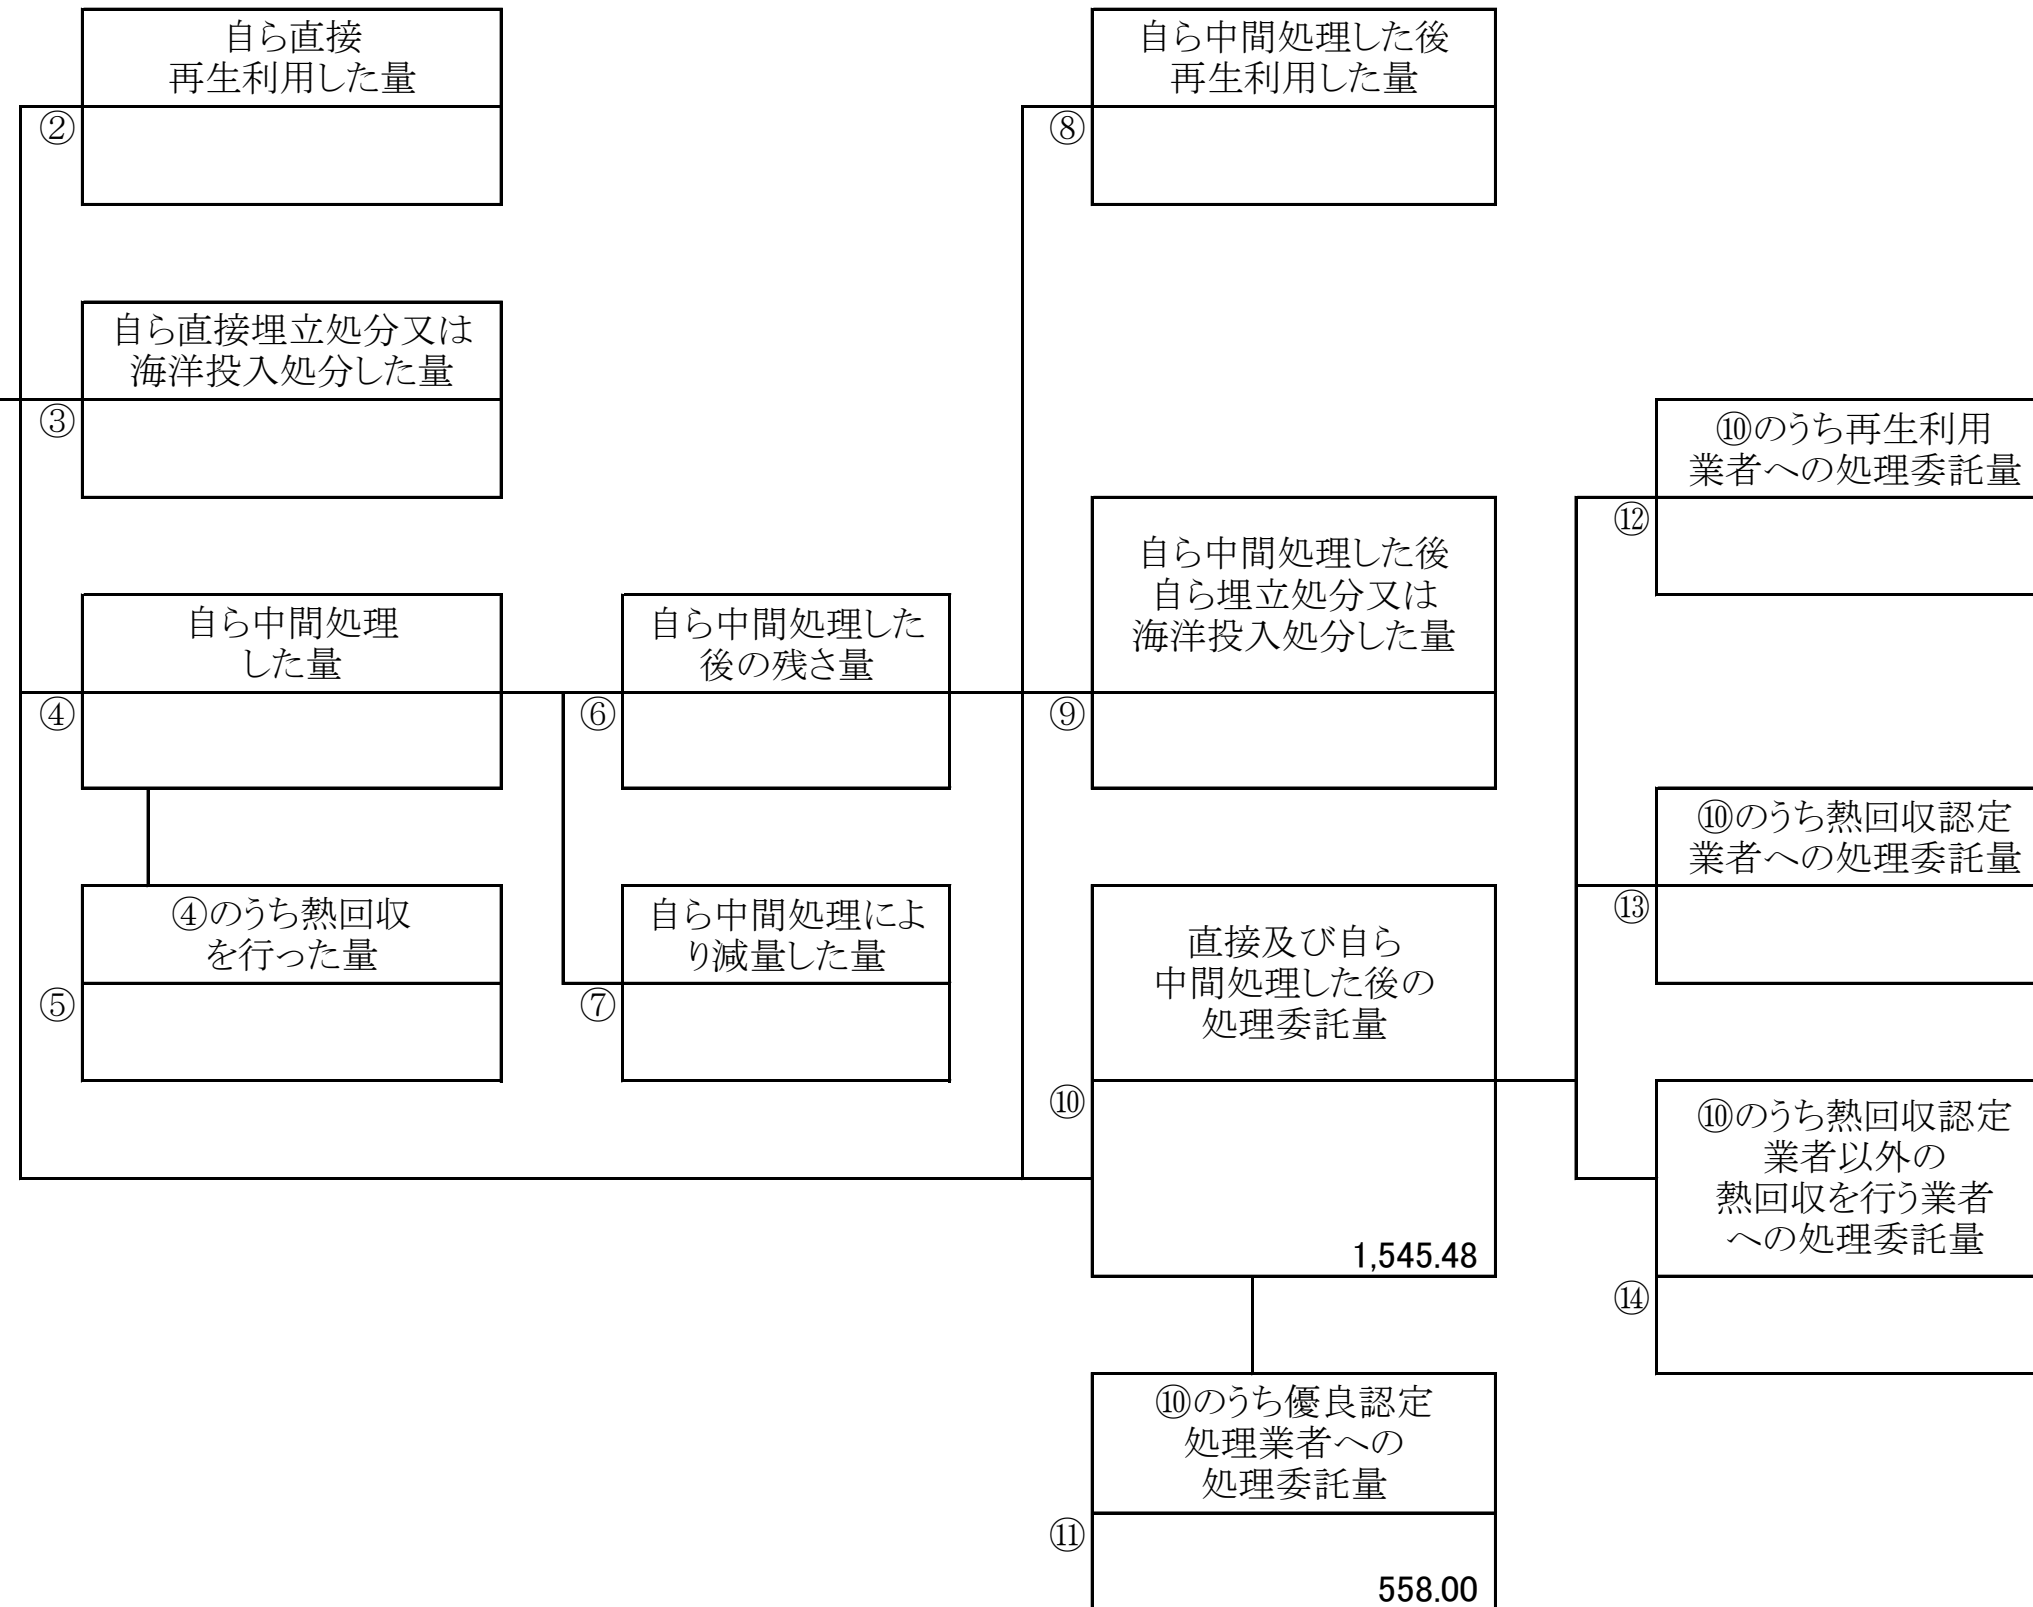 自ら直接
再生利用した量
②
自ら直接埋立処分又は
海洋投入処分した量
③
自ら中間処理
した量
④
④のうち熱回収
を行った量
⑤
自ら中間処理した
後の残さ量
⑥
自ら中間処理によ
り減量した量
⑦
自ら中間処理した後
再生利用した量
⑧
自ら中間処理した後
自ら埋立処分又は
海洋投入処分した量
⑨
直接及び自ら
中間処理した後の
処理委託量
⑩
1,545.48
⑩のうち優良認定
処理業者への
処理委託量
⑪
558.00
⑩のうち再生利用
業者への処理委託量
⑫
⑩のうち熱回収認定
業者への処理委託量
⑬
⑩のうち熱回収認定
業者以外の
熱回収を行う業者
への処理委託量
⑭